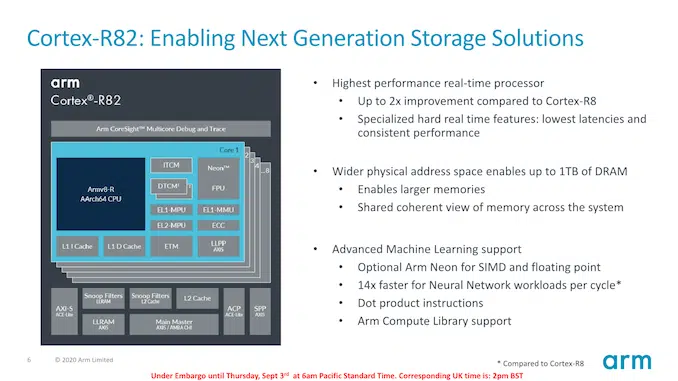 Cortex-R82: Enabling Next Generation Storage Solutions
arm
Cortex®-R82
Arm CoreSight™ Multicore Debug and Trace
Core 1
2
3
4
..8
Armv8-R
AArch64 CPU
ITCM
DTCM
Neon™
FPU
EL1-MPU
EL1-MMU
EL2-MPU
ECC
L1 I Cache
L1 D Cache
ETM
LLPP
AXI5
AXI-S
ACE-Lite
Snoop Filters
LLRAM
Snoop Filters
L2 Cache
L2 Cache
ACP
ACE-Lite
SPP
AXI5
LLRAM
AXI5
Main Master
• Highest performance real-time processor
• Up to 2x improvement compared to Cortex-R8
• Specialized hard real time features: lowest latencies and
consistent performance
• Wider physical address space enables up to 1TB of DRAM
• Enables larger memories
• Shared coherent view of memory across the system
• Advanced Machine Learning support
• Optional Arm Neon for SIMD and floating point
• 14x faster for Neural Network workloads per cycle*
• Dot product instructions
• Arm Compute Library support
6 © 2020 Arm Limited
* Compared to Cortex-R8
arm
Under Embargo until Thursday, Sept 3rd at 6am Pacific Standard Time. Corresponding UK time is: 2pm BST